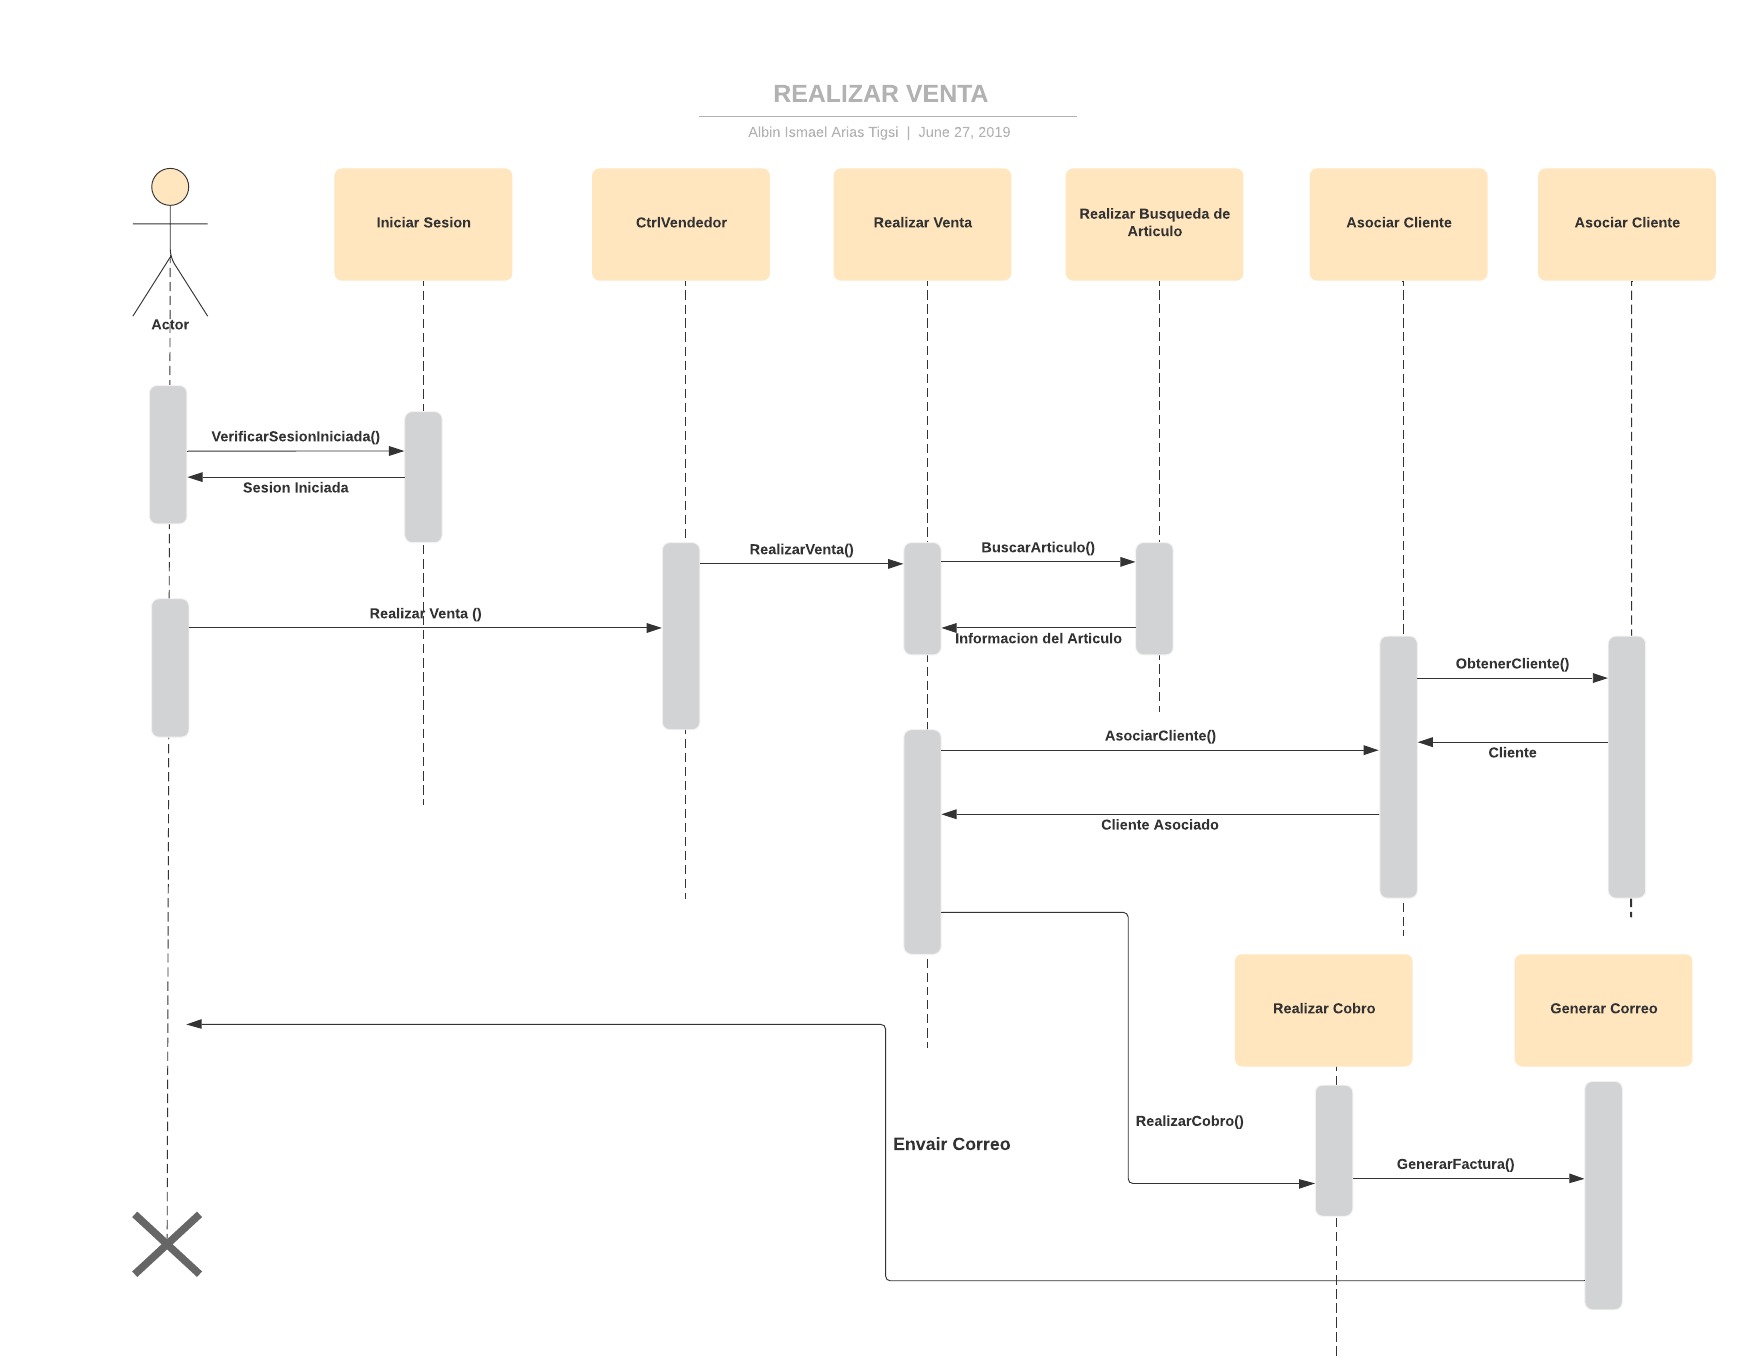 REALIZAR VENTA
Albin Ismael Arias Tigsi | June 27, 2019
Actor
Iniciar Sesion
CtrlVendedor
Realizar Venta
Realizar Busqueda de
Articulo
Asociar Cliente
Asociar Cliente
VerificarSesionIniciada()
Sesion Iniciada
RealizarVenta()
BuscarArticulo()
Realizar Venta ()
Informacion del Articulo
ObtenerCliente()
AsociarCliente()
Cliente
Cliente Asociado
Realizar Cobro
Generar Correo
RealizarCobro()
Envair Correo
GenerarFactura()